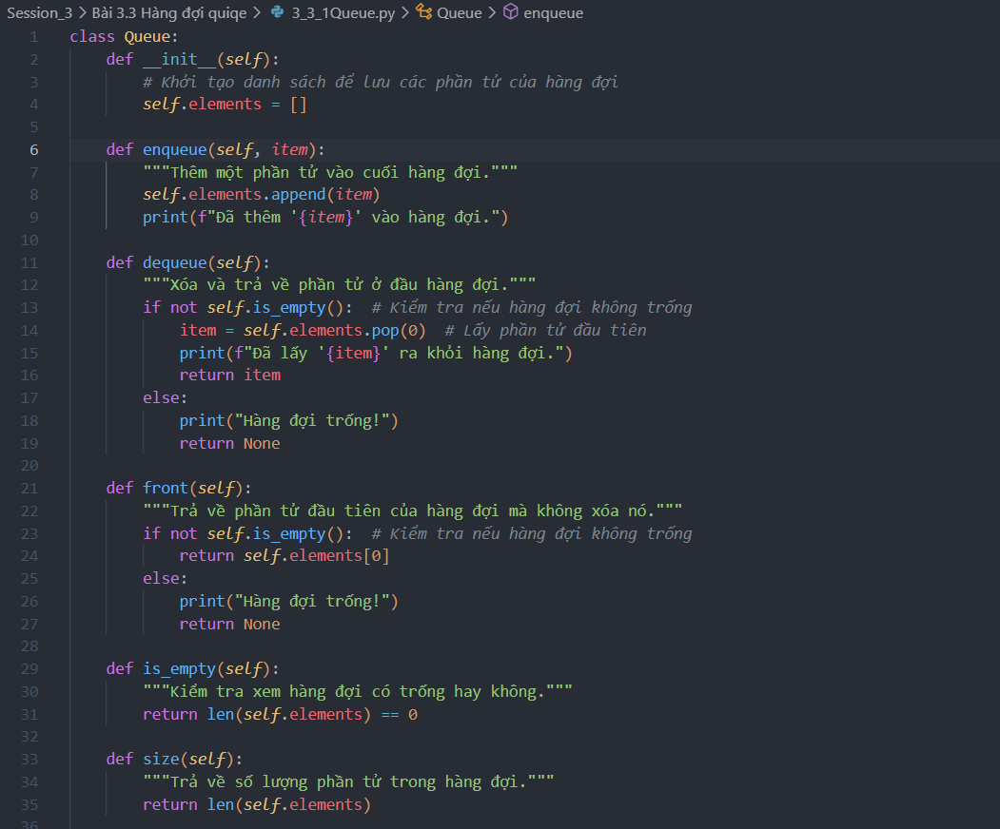 Session_3 > Bài 3.3 Hàng đợi quiqe > 3_3_1Queue.py > Queue > enqueue
1 class Queue:
2     def __init__(self):
3         # Khởi tạo danh sách để lưu các phần tử của hàng đợi
4         self.elements = []
5
6     def enqueue(self, item):
7         """Thêm một phần tử vào cuối hàng đợi."""
8         self.elements.append(item)
9         print(f"Đã thêm '{item}' vào hàng đợi.")
10
11     def dequeue(self):
12         """Xóa và trả về phần tử ở đầu hàng đợi."""
13         if not self.is_empty():  # Kiểm tra nếu hàng đợi không trống
14             item = self.elements.pop(0)  # Lấy phần tử đầu tiên
15             print(f"Đã lấy '{item}' ra khỏi hàng đợi.")
16             return item
17         else:
18             print("Hàng đợi trống!")
19             return None
20
21     def front(self):
22         """Trả về phần tử đầu tiên của hàng đợi mà không xóa nó."""
23         if not self.is_empty():  # Kiểm tra nếu hàng đợi không trống
24             return self.elements[0]
25         else:
26             print("Hàng đợi trống!")
27             return None
28
29     def is_empty(self):
30         """Kiểm tra xem hàng đợi có trống hay không."""
31         return len(self.elements) == 0
32
33     def size(self):
34         """Trả về số lượng phần tử trong hàng đợi."""
35         return len(self.elements)
36